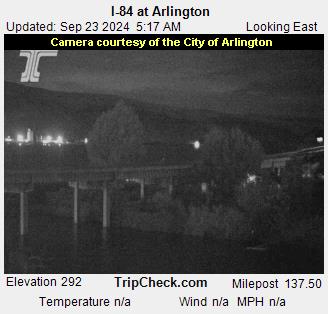 I-84 at Arlington
Updated: Sep 23 2024 5:17 AM Looking East
Camera courtesy of the City of Arlington
Elevation 292 TripCheck.com Milepost 137.50
Temperature n/a Wind n/a MPH n/a